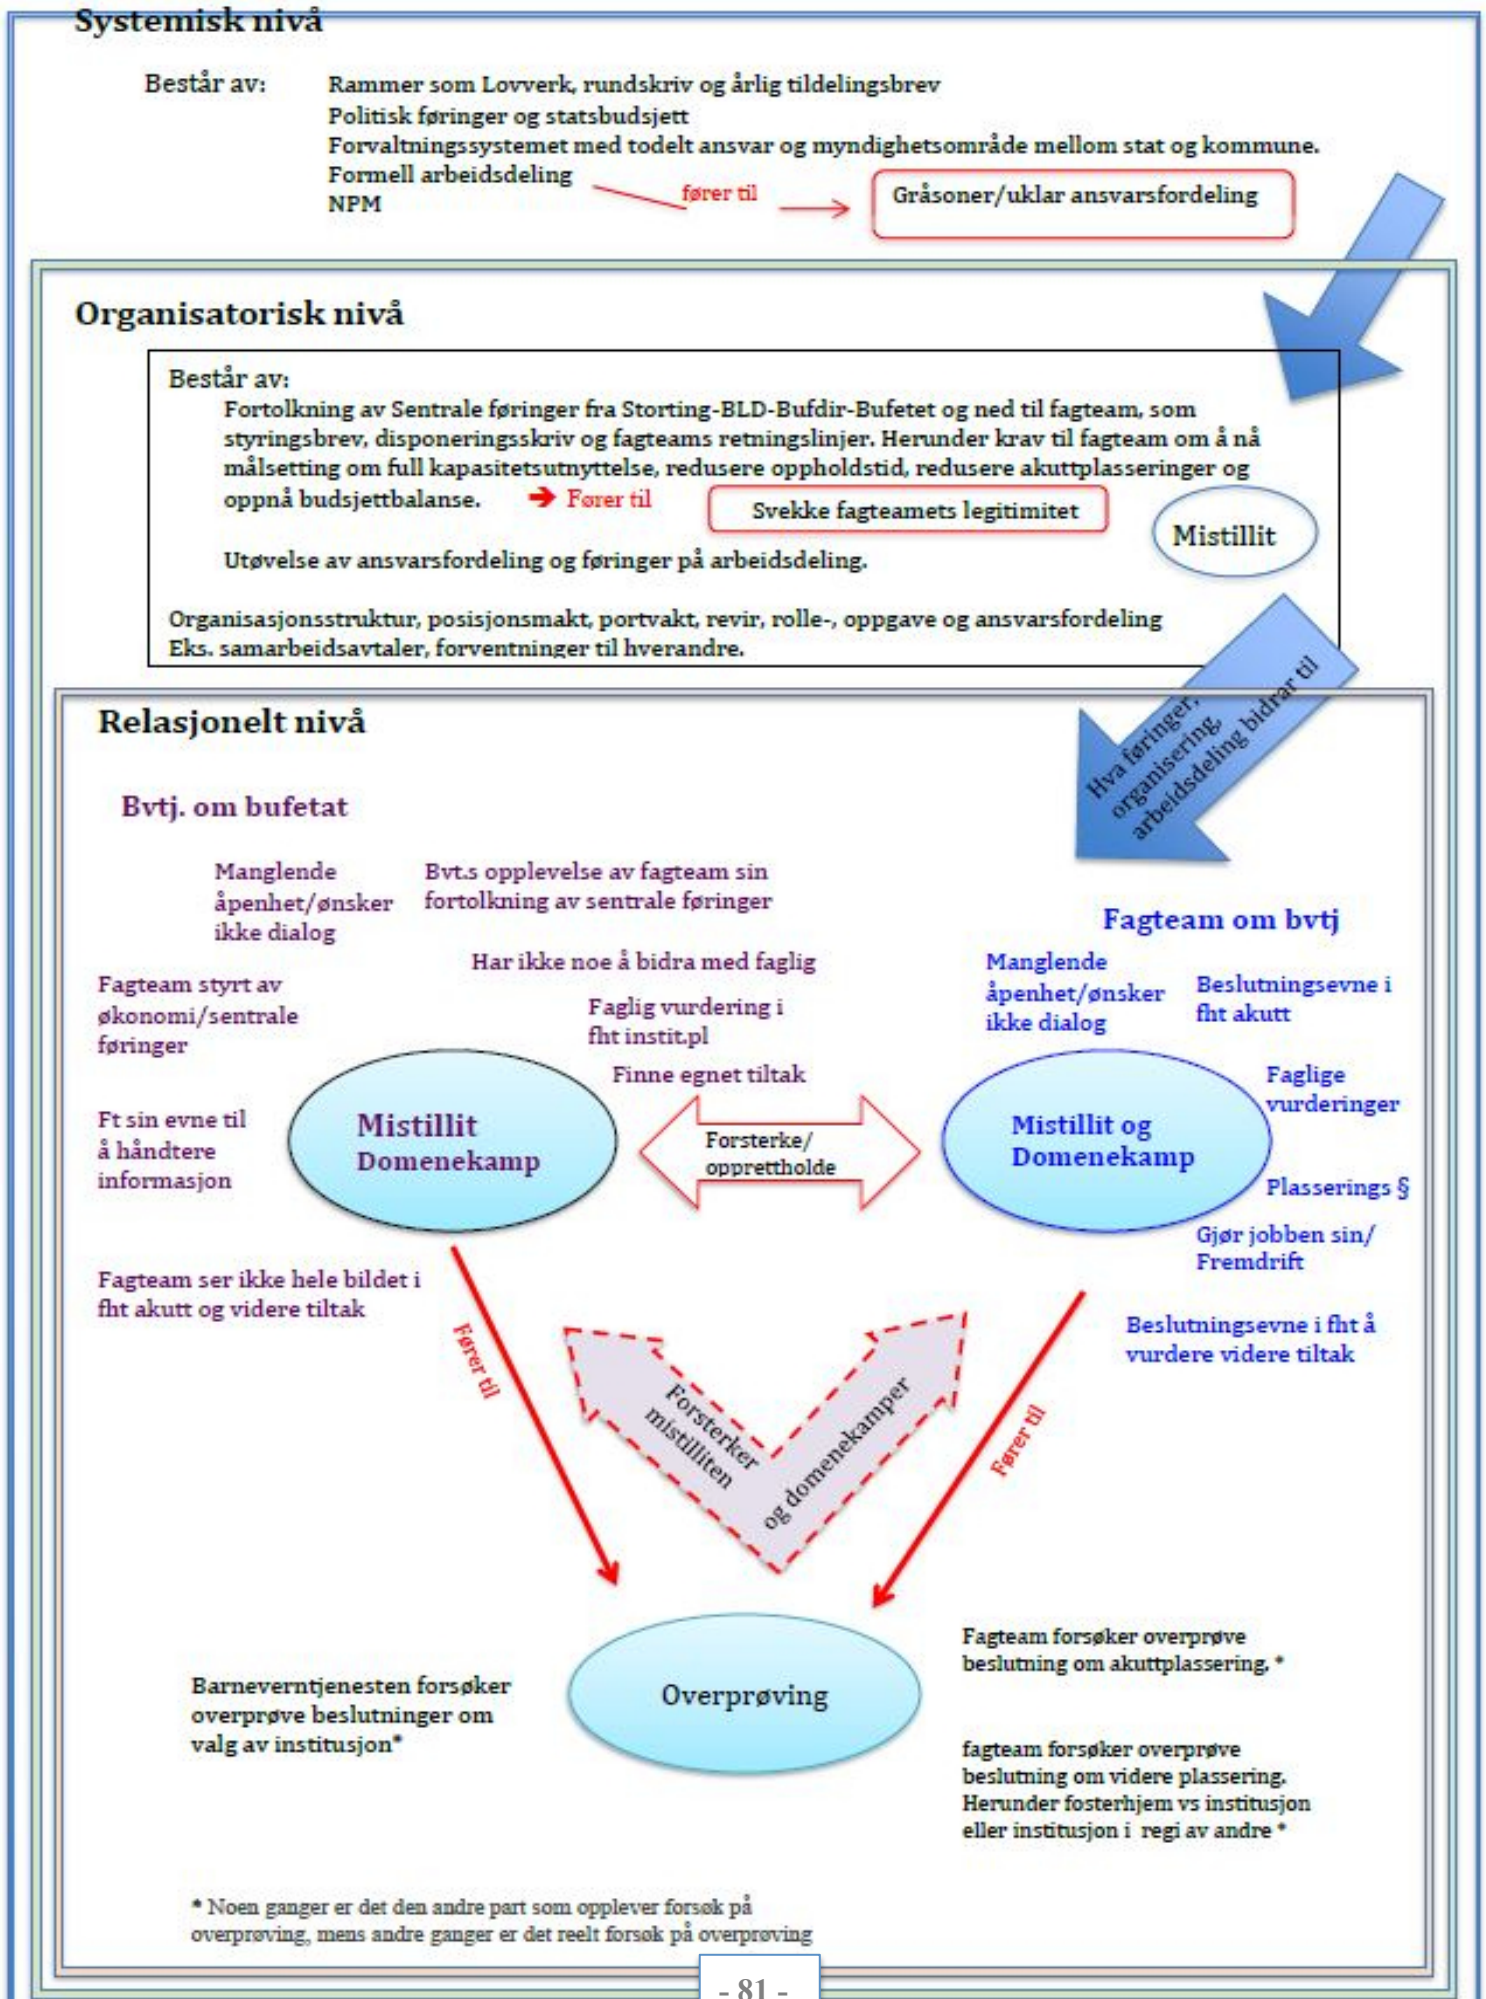 Systemisk nivå
Består av:
Rammer som Lovverk, rundskriv og årlig tildelingsbrev
Politisk føringer og statsbudsjett
Forvaltningssystemet med todelt ansvar og myndighetsområde mellom stat og kommune.
Formell arbeidsdeling
NPM
fører til
Gråsoner/uklar ansvarsfordeling
Organisatorisk nivå
Består av:
Fortolkning av Sentrale føringer fra Storting-BLD-Bufdir-Bufetet og ned til fagteam, som
styringsbrev, disponeringsskriv og fagteams retningslinjer. Herunder krav til fagteam om å nå
målsetting om full kapasitetsutnyttelse, redusere oppholdstid, redusere akuttplasseringer og
oppnå budsjettbalanse. ➔ Fører til
Svekke fagteamets legitimitet
Mistillit
Utøvelse av ansvarsfordeling og føringer på arbeidsdeling.
Organisasjonsstruktur, posisjonsmakt, portvakt, revir, rolle-, oppgave og ansvarsfordeling
Eks. samarbeidsavtaler, forventninger til hverandre.
Hva føringer,
organisering,
arbeidsdeling bidrar til
Relasjonelt nivå
Bvtj. om bufetat
Manglende
åpenhet/ønsker
ikke dialog
Bvt.s opplevelse av fagteam sin
fortolkning av sentrale føringer
Har ikke noe å bidra med faglig
Fagteam styrt av
økonomi/sentrale
føringer
Faglig vurdering i
fht instit.pl
Finne egnet tiltak
Ft sin evne til
å håndtere
informasjon
Mistillit
Domenekamp
Fagteam ser ikke hele bildet i
fht akutt og videre tiltak
Forsterke/
opprettholde
Fagteam om bvtj
Manglende
åpenhet/ønsker
ikke dialog
Beslutningsevne i
fht akutt
Faglige
vurderinger
Mistillit og
Domenekamp
Plasserings §
Gjør jobben sin/
Fremdrift
Beslutningsevne i fht å
vurdere videre tiltak
Fører til
Forsterker
mistilliten
og domenekamper
Fører til
Overprøving
Barneverntjenesten forsøker
overprøve beslutninger om
valg av institusjon*
Fagteam forsøker overprøve
beslutning om akuttplassering. *
fagteam forsøker overprøve
beslutning om videre plassering.
Herunder fosterhjem vs institusjon
eller institusjon i regi av andre *
* Noen ganger er det den andre part som opplever forsøk på
overprøving, mens andre ganger er det reelt forsøk på overprøving
- 81 -